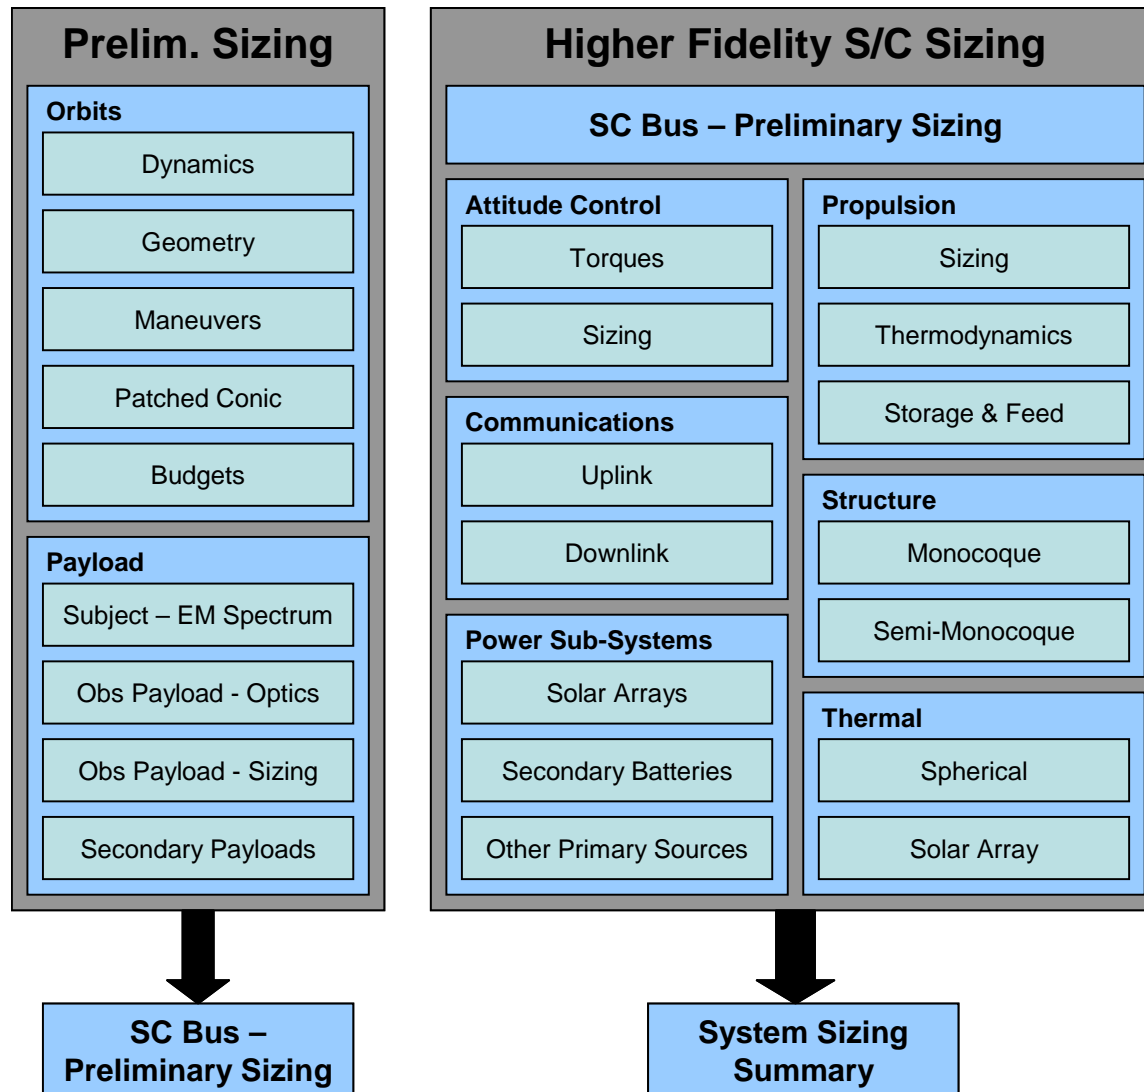 Prelim. Sizing
Orbits
Dynamics
Geometry
Maneuvers
Patched Conic
Budgets
Payload
Subject – EM Spectrum
Obs Payload - Optics
Obs Payload - Sizing
Secondary Payloads
SC Bus –
Preliminary Sizing
Higher Fidelity S/C Sizing
SC Bus – Preliminary Sizing
Attitude Control
Torques
Sizing
Communications
Uplink
Downlink
Power Sub-Systems
Solar Arrays
Secondary Batteries
Other Primary Sources
Propulsion
Sizing
Thermodynamics
Storage & Feed
Structure
Monocoque
Semi-Monocoque
Thermal
Spherical
Solar Array
System Sizing
Summary